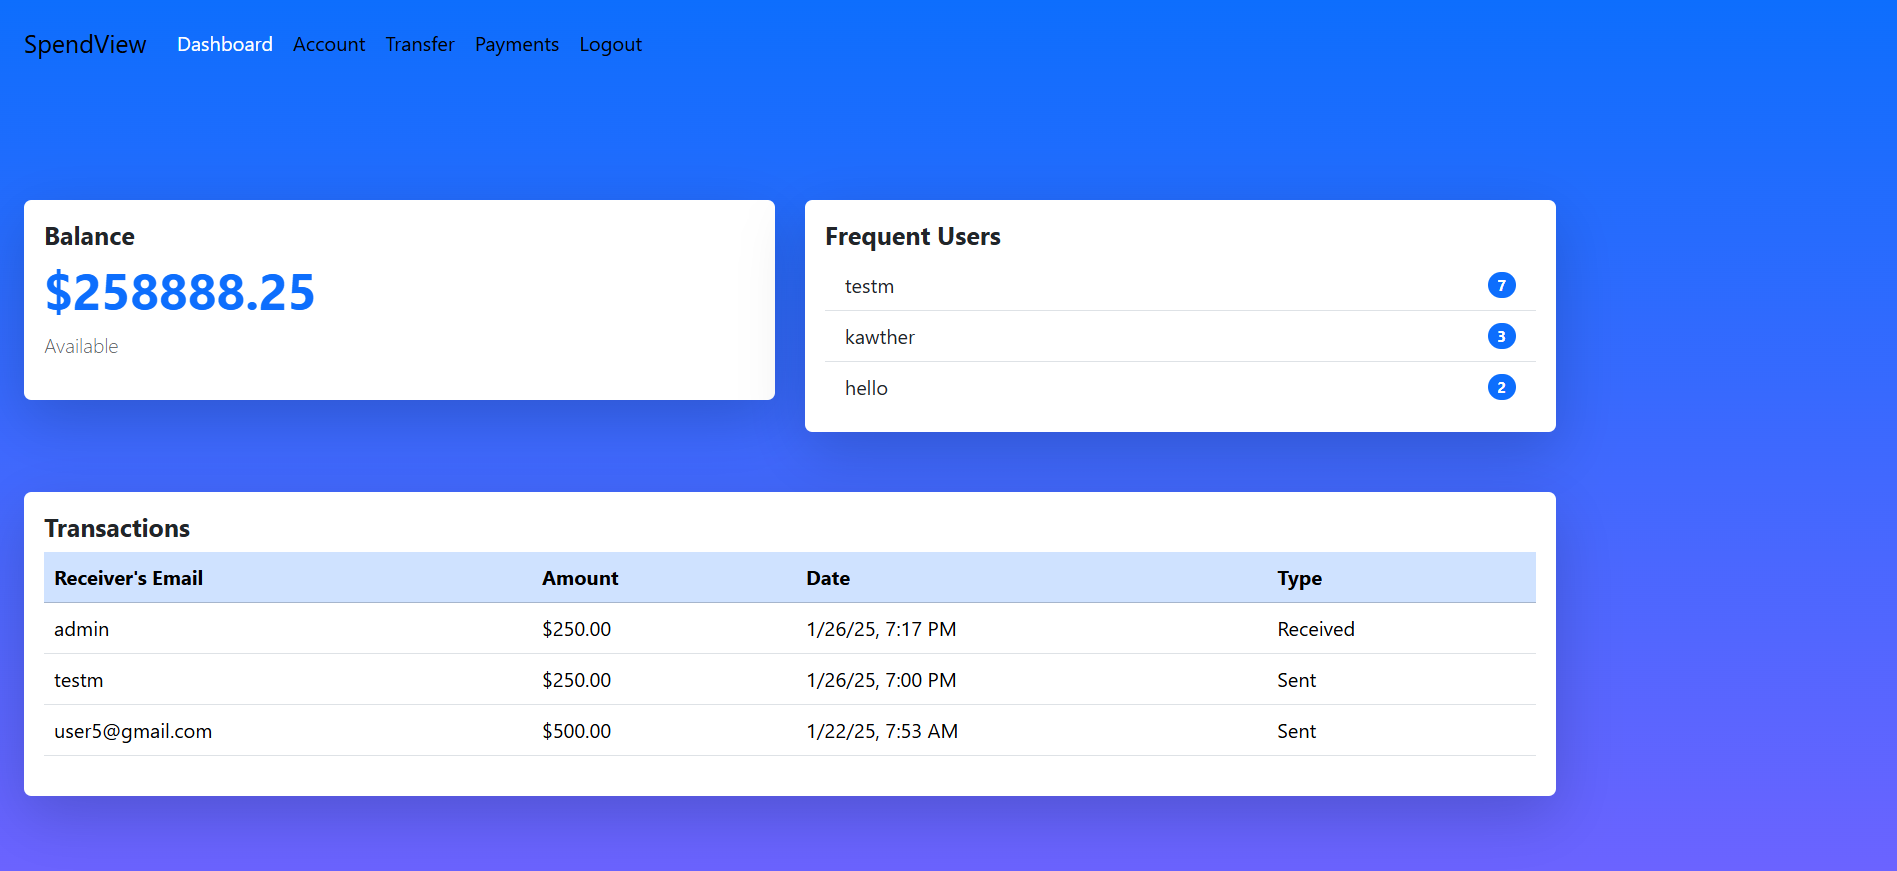 SpendView Dashboard Account Transfer Payments Logout
Balance
$258888.25
Available
Frequent Users
testm 7
kawther 3
hello 2
Transactions
Receiver's Email Amount Date Type
admin $250.00 1/26/25, 7:17 PM Received
testm $250.00 1/26/25, 7:00 PM Sent
user5@gmail.com $500.00 1/22/25, 7:53 AM Sent